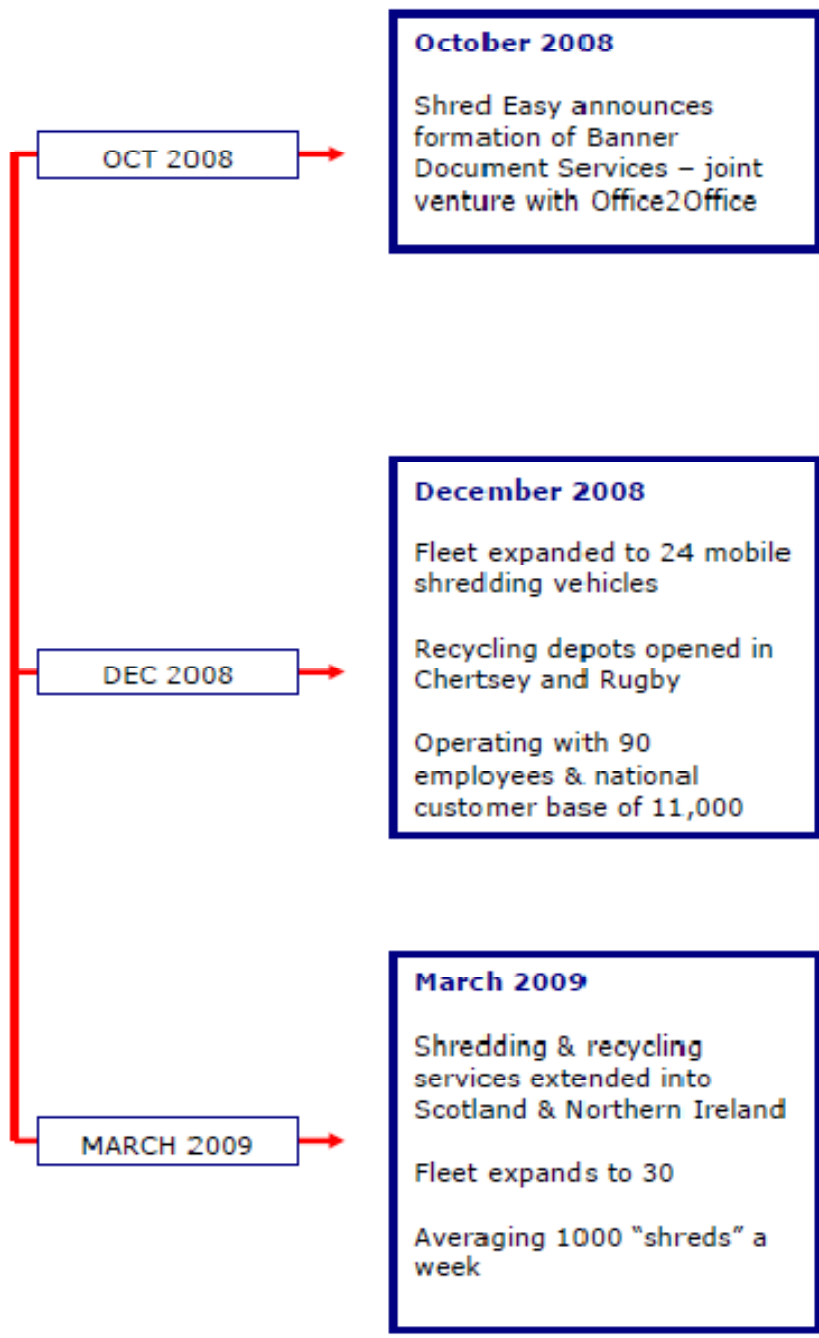 OCT 2008
October 2008
Shred Easy announces
formation of Banner
Document Services – joint
venture with Office2Office
DEC 2008
December 2008
Fleet expanded to 24 mobile
shredding vehicles
Recycling depots opened in
Chertsey and Rugby
Operating with 90
employees & national
customer base of 11,000
MARCH 2009
March 2009
Shredding & recycling
services extended into
Scotland & Northern Ireland
Fleet expands to 30
Averaging 1000 “shreds” a
week